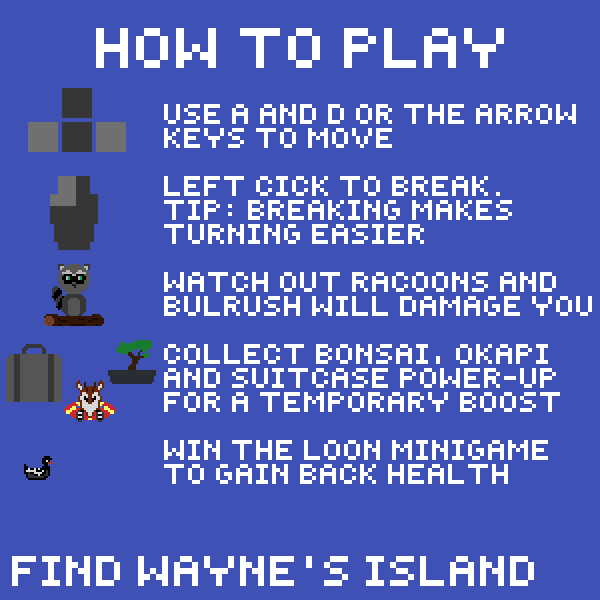 HOW TO PLAY
USE A AND D OR THE ARROW
KEYS TO MOVE
LEFT CICK TO BREAK.
TIP: BREAKING MAKES
TURNING EASIER
WATCH OUT RACOONS AND
BULRUSH WILL DAMAGE YOU
COLLECT BONSAI, OKAPI
AND SUITCASE POWER-UP
FOR A TEMPORARY BOOST
WIN THE LOON MINIGAME
TO GAIN BACK HEALTH
FIND WAYNE'S ISLAND